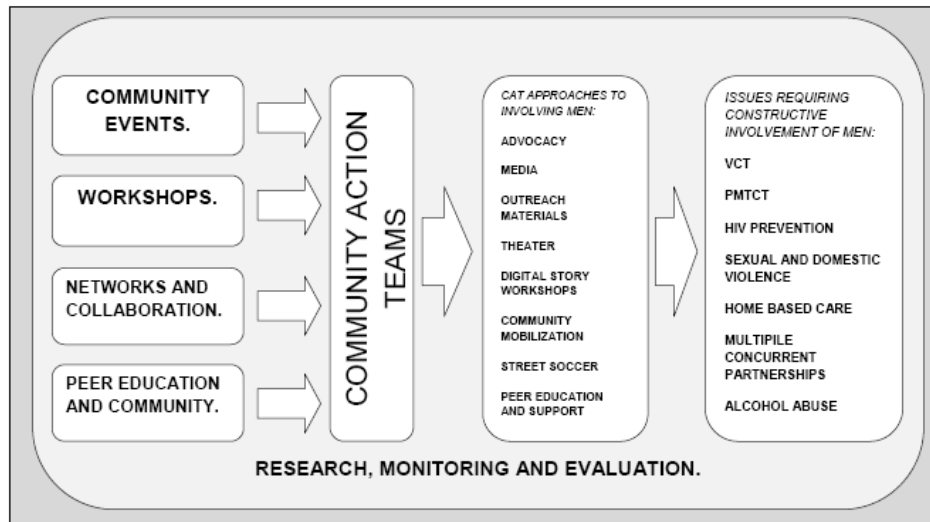 COMMUNITY
EVENTS.
WORKSHOPS.
NETWORKS AND
COLLABORATION.
PEER EDUCATION
AND COMMUNITY.
COMMUNITY ACTION
TEAMS
CAT APPROACHES TO
INVOLVING MEN:
ADVOCACY
MEDIA
OUTREACH
MATERIALS
THEATER
DIGITAL STORY
WORKSHOPS
COMMUNITY
MOBILIZATION
STREET SOCCER
PEER EDUCATION
AND SUPPORT
ISSUES REQUIRING
CONSTRUCTIVE
INVOLVEMENT OF MEN:
VCT
PMTCT
HIV PREVENTION
SEXUAL AND DOMESTIC
VIOLENCE
HOME BASED CARE
MULTIPILE
CONCURRENT
PARTNERSHIPS
ALCOHOL ABUSE
RESEARCH, MONITORING AND EVALUATION.